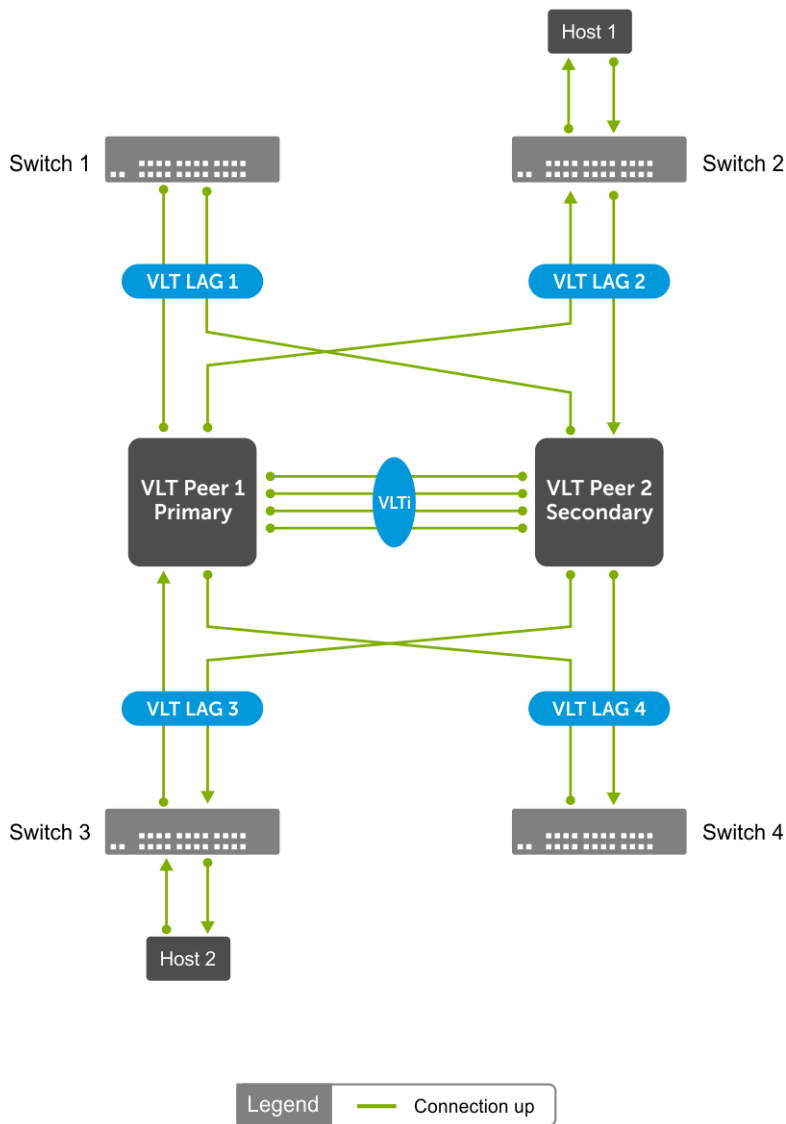 Host 1
Switch 1
Switch 2
VLT LAG 1
VLT LAG 2
VLT Peer 1
Primary
VLTi
VLT Peer 2
Secondary
VLT LAG 3
VLT LAG 4
Switch 3
Switch 4
Host 2
Legend
Connection up